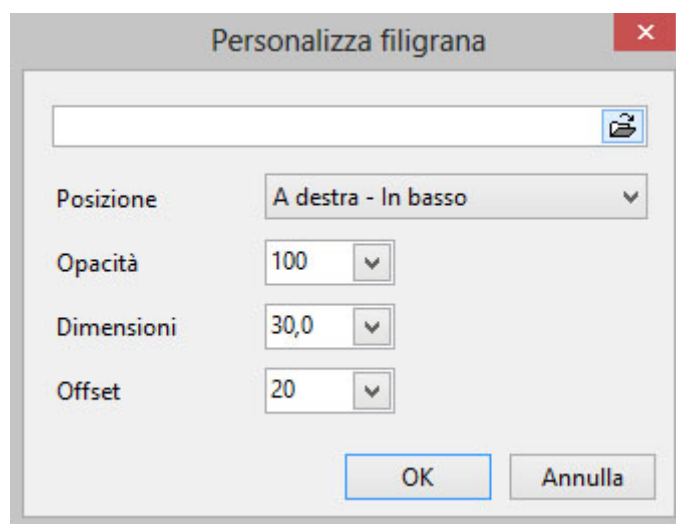 Personalizza filigrana
Posizione A destra - In basso
Opacità 100
Dimensioni 30,0
Offset 20
OK Annulla